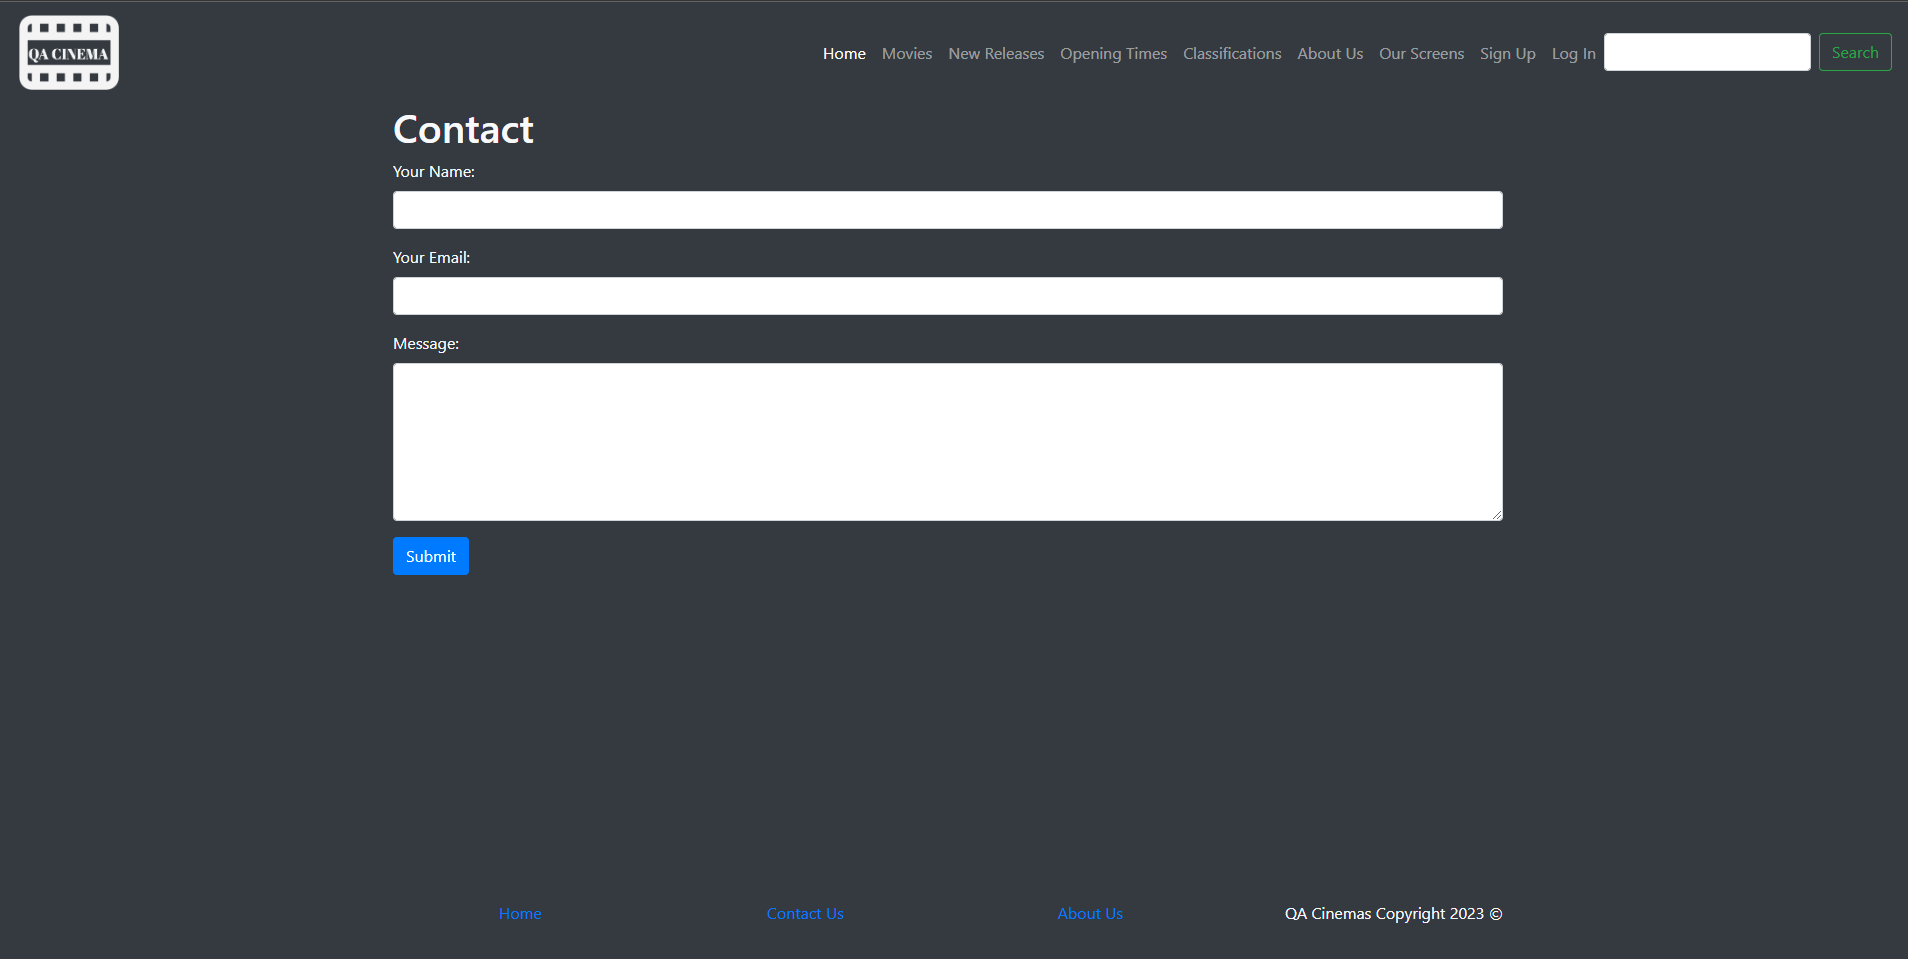 QA CINEMA
Home Movies New Releases Opening Times Classifications About Us Our Screens Sign Up Log In Search
Contact
Your Name:
Your Email:
Message:
Submit
Home Contact Us About Us QA Cinemas Copyright 2023 ©